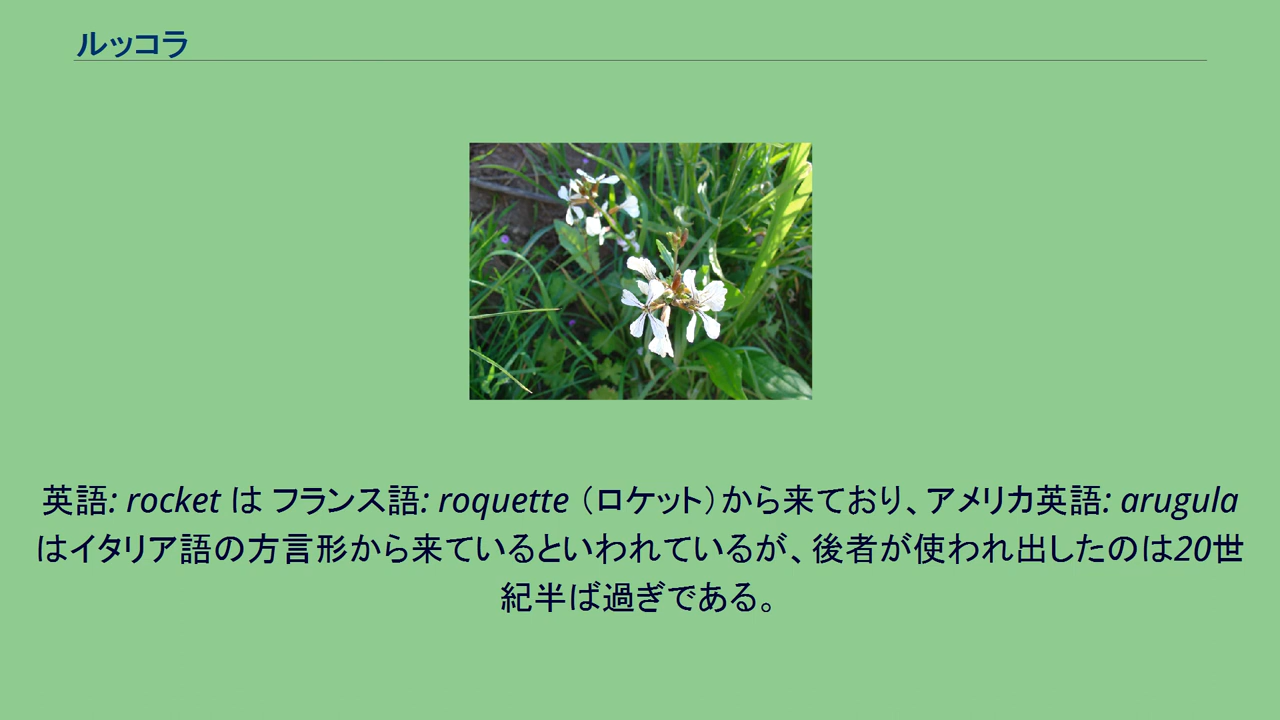 ルッコラ
英語: rocket は フランス語: roquette（ロケット）から来ており、アメリカ英語: arugula
はイタリア語の方言形から来ているといわれているが、後者が使われ出したのは20世
紀半ば過ぎである。